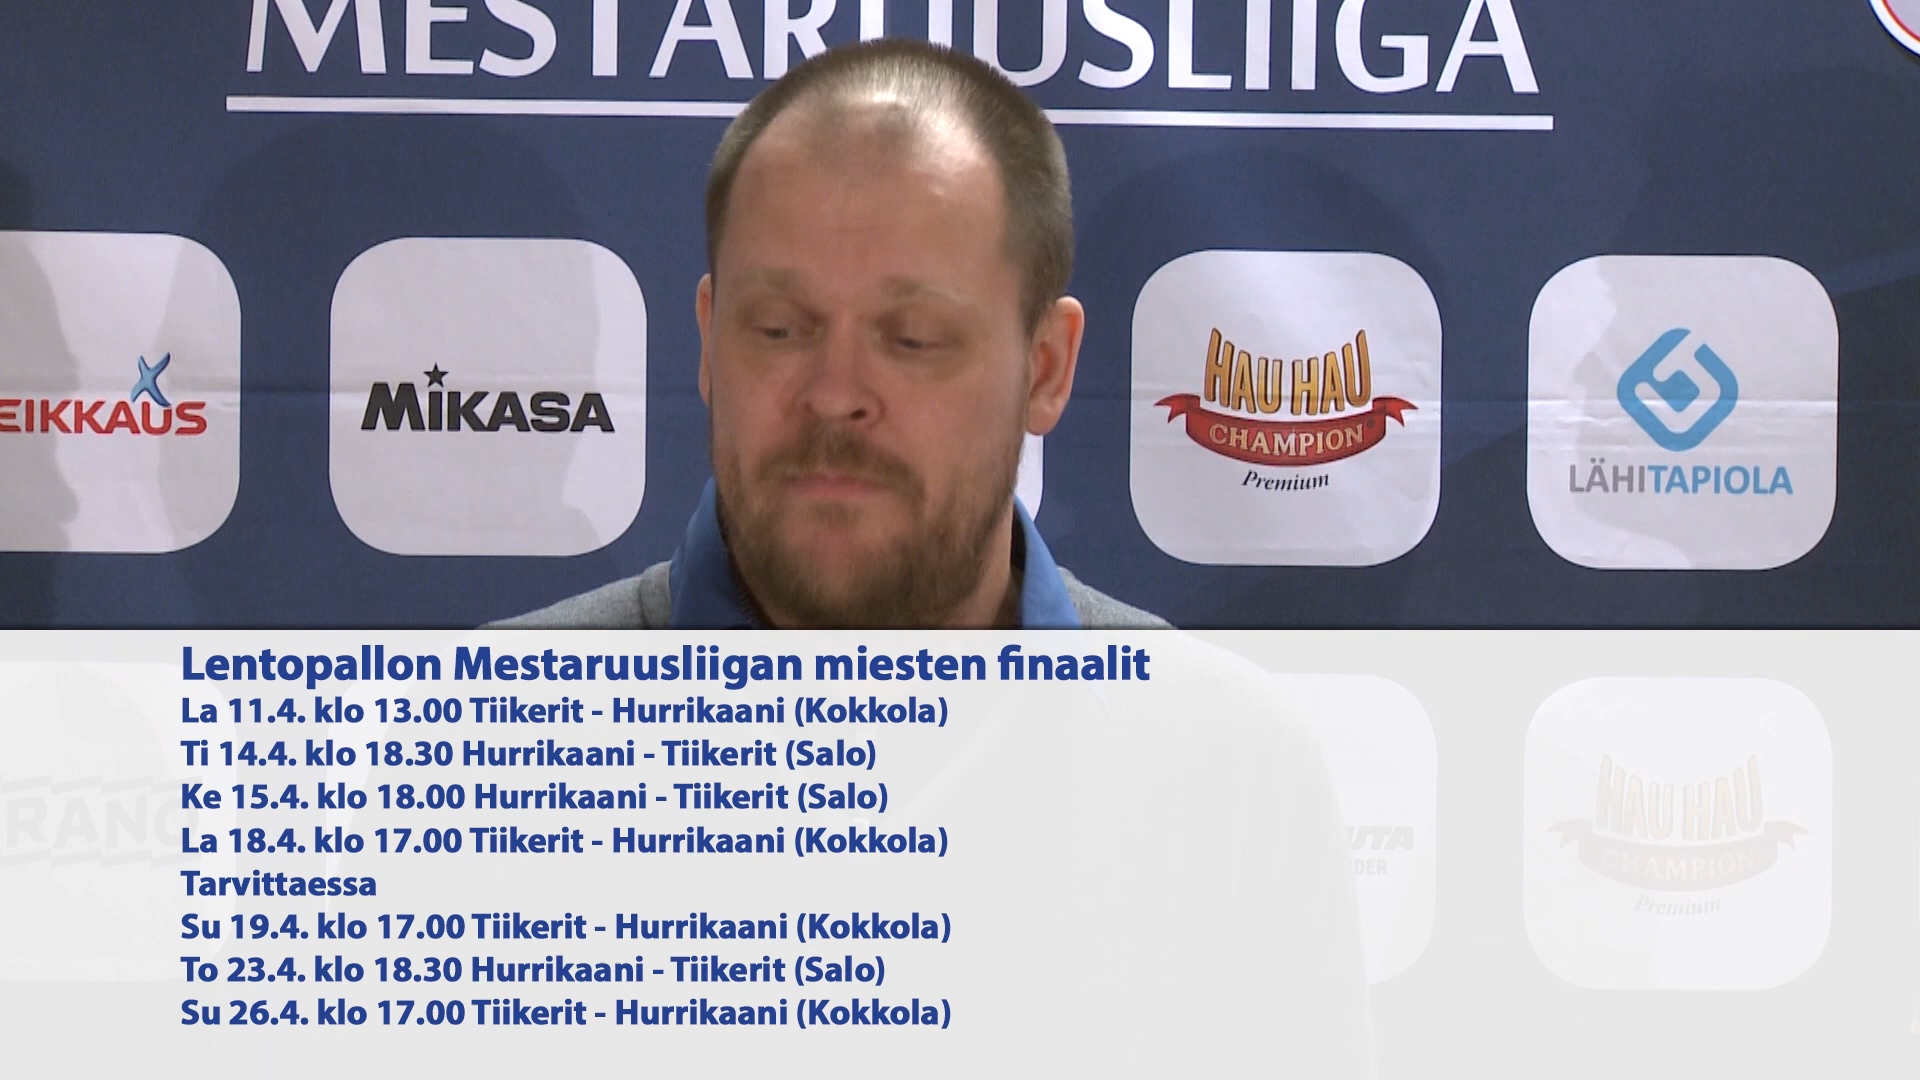 MESTARUUSLIIGA
EIKKAUS
MIKASA
HAU HAU
CHAMPION
Premium
LÄHITAPIOLA
Lentopallon Mestaruusliigan miesten finaalit
La 11.4. klo 13.00 Tiikerit - Hurrikaani (Kokkola)
Ti 14.4. klo 18.30 Hurrikaani - Tiikerit (Salo)
Ke 15.4. klo 18.00 Hurrikaani - Tiikerit (Salo)
La 18.4. klo 17.00 Tiikerit - Hurrikaani (Kokkola)
Tarvittaessa
Su 19.4. klo 17.00 Tiikerit - Hurrikaani (Kokkola)
To 23.4. klo 18.30 Hurrikaani - Tiikerit (Salo)
Su 26.4. klo 17.00 Tiikerit - Hurrikaani (Kokkola)
HAU HAU
CHAMPION
Premium